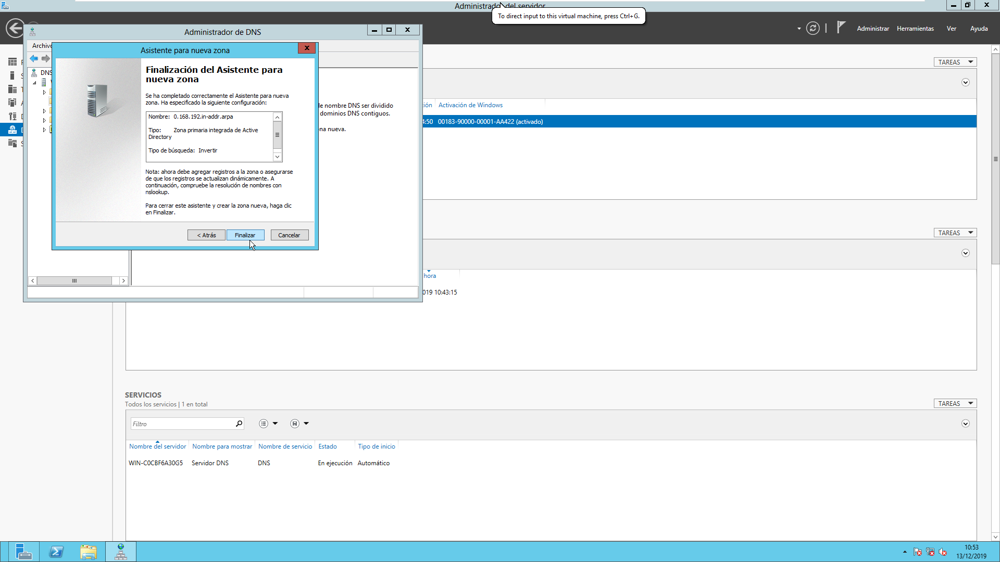 Administrador del servidor
To direct input to this virtual machine, press Ctrl+G.
Administrar Herramientas Ver Ayuda
Administrador de DNS
Archivo
Asistente para nueva zona
DNS
Finalización del Asistente para
nueva zona
Se ha completado correctamente el Asistente para nueva
zona. Ha especificado la siguiente configuración:
Nombre: 0.168.192.in-addr.arpa
Tipo: Zona primaria integrada de Active
Directory
Tipo de búsqueda: Invertir
Nota: ahora debe agregar registros a la zona o asegurarse
de que los registros se actualizan dinámicamente. A
continuación, compruebe la resolución de nombres con
nslookup.
Para cerrar este asistente y crear la zona nueva, haga clic
en Finalizar.
< Atrás Finalizar Cancelar
de nombre DNS ser dividido
dominios DNS contiguos.
na nueva.
TAREAS
ción Activación de Windows
4:50 00183-90000-00001-AA422 (activado)
TAREAS
hora
019 10:43:15
SERVICIOS
Todos los servicios | 1 en total
TAREAS
Filtro
Nombre del servidor Nombre para mostrar Nombre de servicio Estado Tipo de inicio
WIN-C0CBF6A30G5 Servidor DNS DNS En ejecución Automático
10:53
13/12/2019